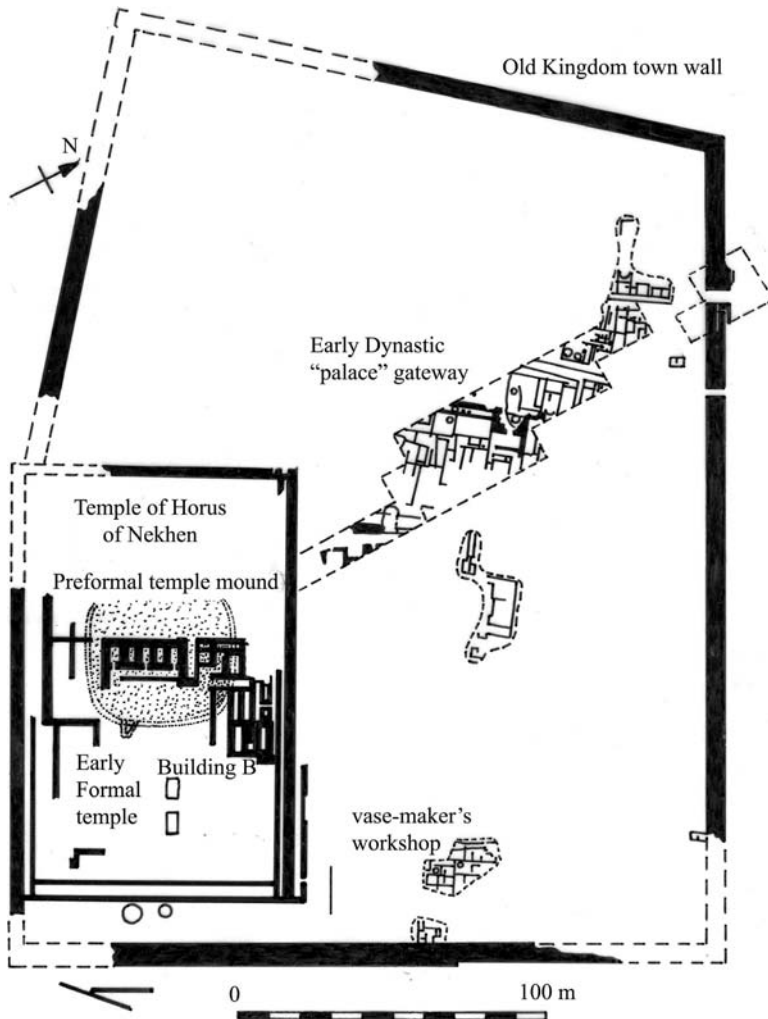 Old Kingdom town wall
N
Early Dynastic
“palace” gateway
Temple of Horus
of Nekhen
Preformal temple mound
Early
Formal
temple
Building B
vase-maker’s
workshop
0
100 m